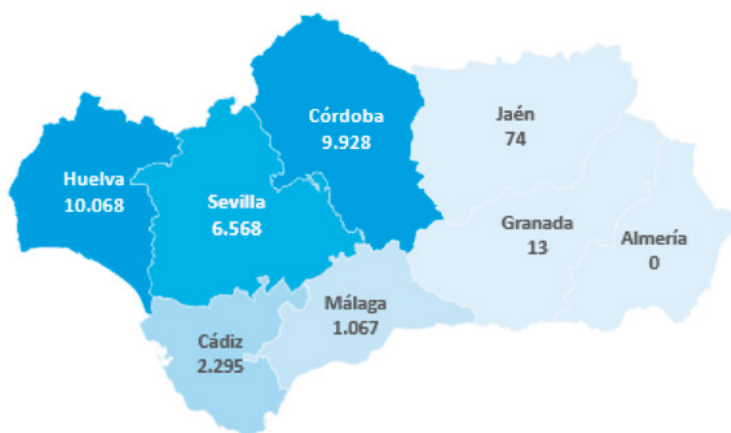 Córdoba
9.928
Jaén
74
Huelva
10.068
Sevilla
6.568
Granada
13
Almería
0
Málaga
1.067
Cádiz
2.295